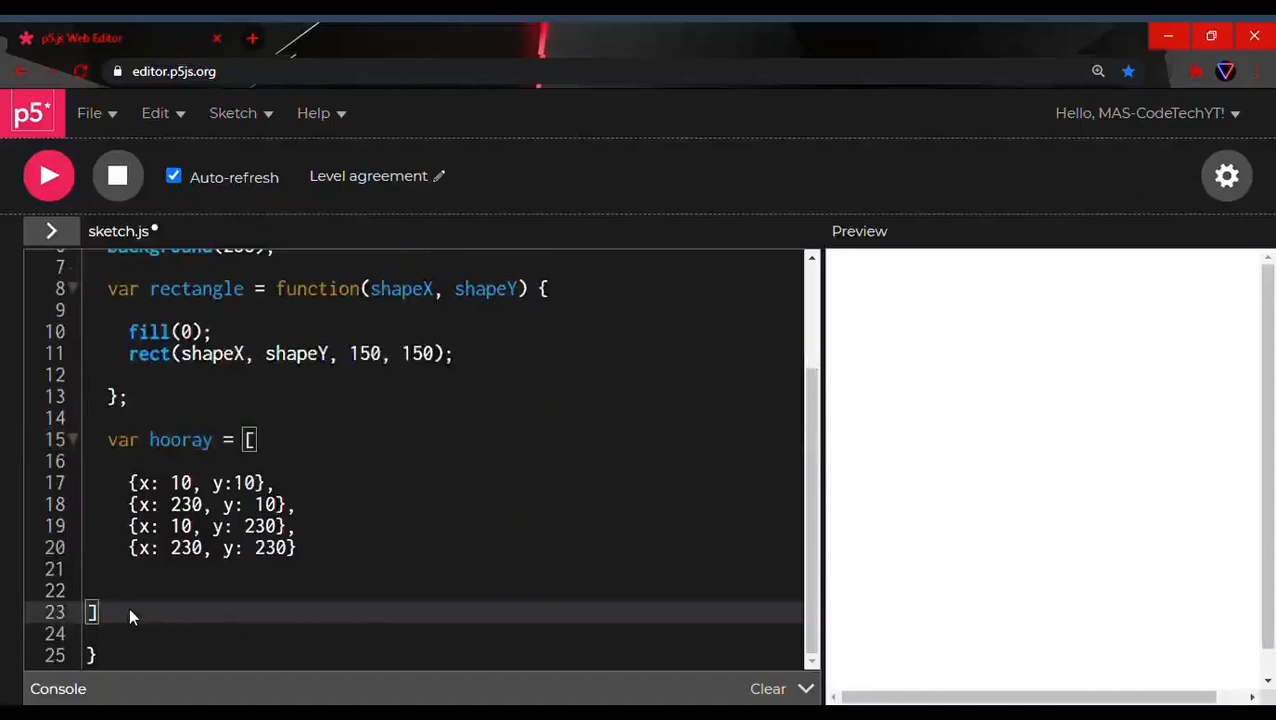 p5.js Web Editor
editor.p5js.org
p5*
File Edit Sketch Help
Hello, MAS-CodeTechYT!
Auto-refresh
Level agreement
sketch.js
Preview
7
8 var rectangle = function(shapeX, shapeY) {
9
10 fill(0);
11 rect(shapeX, shapeY, 150, 150);
12
13 };
14
15 var hooray = [
16
17 {x: 10, y:10},
18 {x: 230, y: 10},
19 {x: 10, y: 230},
20 {x: 230, y: 230}
21
22
23 ]
24
25 }
Console
Clear